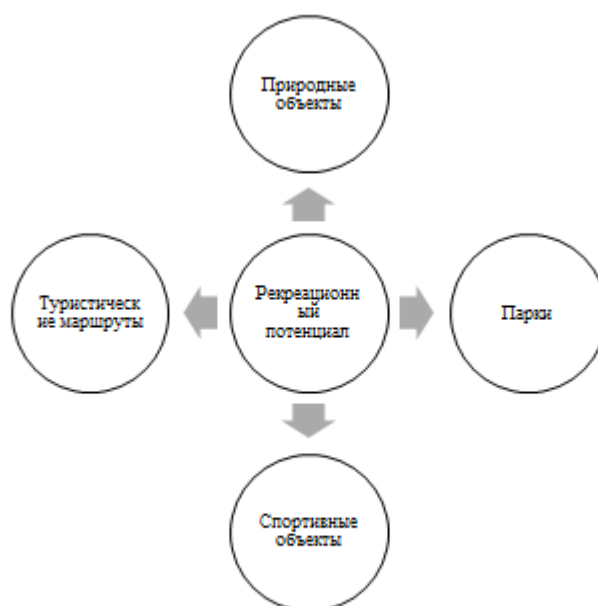 Природные
объекты
Туристическ
ие маршруты
Рекреационн
ый
потенциал
Парки
Спортивные
объекты